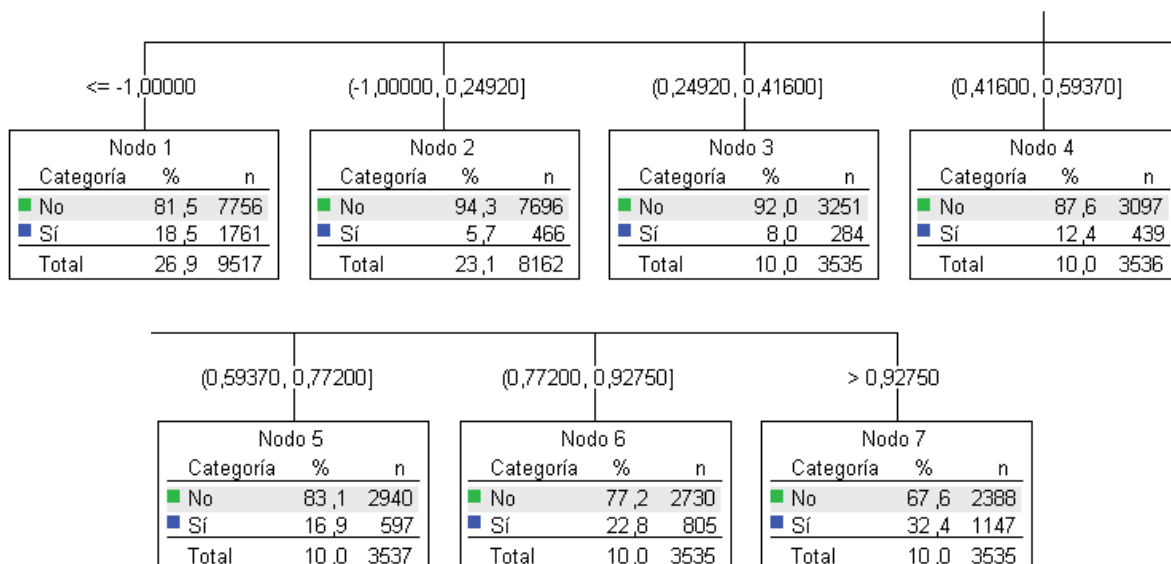 <= -1,00000 (-1,00000, 0,24920] (0,24920, 0,41600] (0,41600, 0,59370]
Nodo 1
Categoría % n
No 81 ,5 7756
Sí 18 ,5 1761
Total 26 ,9 9517
Nodo 2
Categoría % n
No 94 ,3 7696
Sí 5 ,7 466
Total 23 ,1 8162
Nodo 3
Categoría % n
No 92 ,0 3251
Sí 8 ,0 284
Total 10 ,0 3535
Nodo 4
Categoría % n
No 87 ,6 3097
Sí 12 ,4 439
Total 10 ,0 3536
(0,59370, 0,77200] (0,77200, 0,92750] > 0,92750
Nodo 5
Categoría % n
No 83 ,1 2940
Sí 16 ,9 597
Total 10 ,0 3537
Nodo 6
Categoría % n
No 77 ,2 2730
Sí 22 ,8 805
Total 10 ,0 3535
Nodo 7
Categoría % n
No 67 ,6 2388
Sí 32 ,4 1147
Total 10 ,0 3535